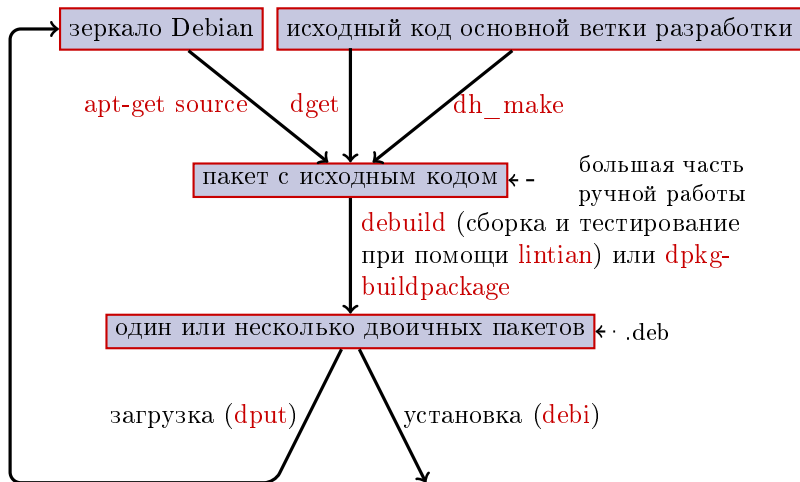 зеркало Debian
исходный код основной ветки разработки
apt-get source
dget
dh_make
пакет с исходным кодом
большая часть
ручной работы
debuild (сборка и тестирование
при помощи lintian) или dpkg-
buildpackage
один или несколько двоичных пакетов
.deb
загрузка (dput)
установка (debi)